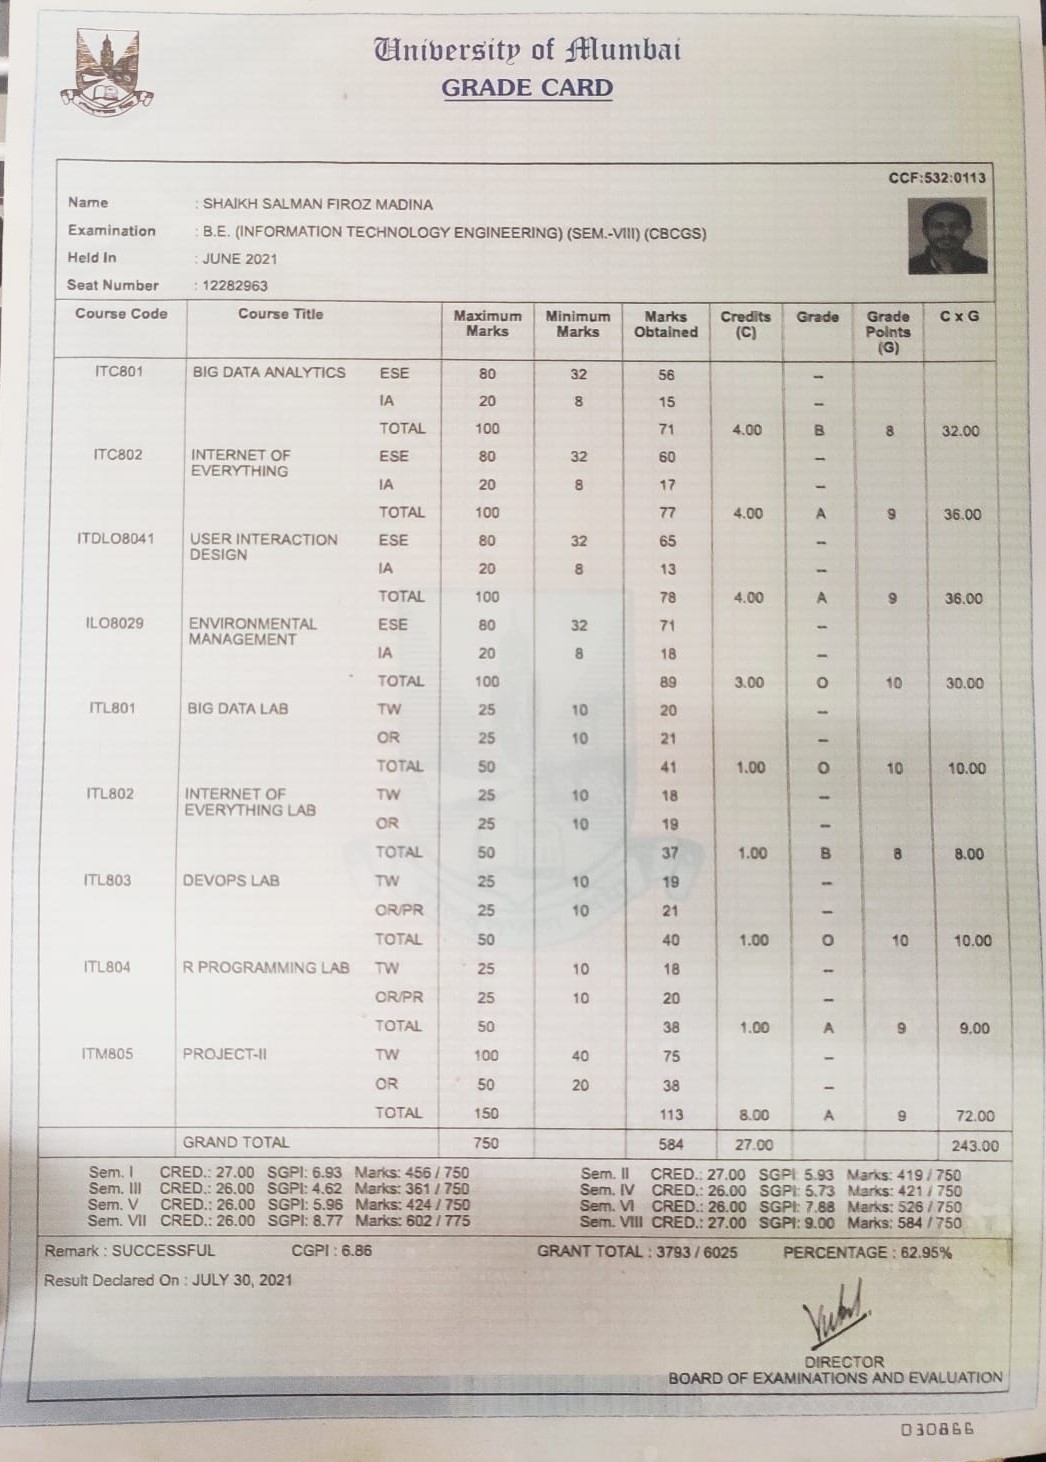 University of Mumbai
GRADE CARD
CCF:532:0113
Name : SHAIKH SALMAN FIROZ MADINA
Examination : B.E. (INFORMATION TECHNOLOGY ENGINEERING) (SEM.-VIII) (CBCGS)
Held In : JUNE 2021
Seat Number : 12282963
Course Code Course Title Maximum Marks Minimum Marks Marks Obtained Credits (C) Grade Grade Points (G) C x G
ITC801 BIG DATA ANALYTICS ESE 80 32 56 –
IA 20 8 15 –
TOTAL 100 71 4.00 B 8 32.00
ITC802 INTERNET OF EVERYTHING ESE 80 32 60 –
IA 20 8 17 –
TOTAL 100 77 4.00 A 9 36.00
ITDLO8041 USER INTERACTION DESIGN ESE 80 32 65 –
IA 20 8 13 –
TOTAL 100 78 4.00 A 9 36.00
ILO8029 ENVIRONMENTAL MANAGEMENT ESE 80 32 71 –
IA 20 8 18 –
TOTAL 100 89 3.00 O 10 30.00
ITL801 BIG DATA LAB TW 25 10 20 –
OR 25 10 21 –
TOTAL 50 41 1.00 O 10 10.00
ITL802 INTERNET OF EVERYTHING LAB TW 25 10 18 –
OR 25 10 19 –
TOTAL 50 37 1.00 B 8 8.00
ITL803 DEVOPS LAB TW 25 10 19 –
OR/PR 25 10 21 –
TOTAL 50 40 1.00 O 10 10.00
ITL804 R PROGRAMMING LAB TW 25 10 18 –
OR/PR 25 10 20 –
TOTAL 50 38 1.00 A 9 9.00
ITM805 PROJECT-II TW 100 40 75 –
OR 50 20 38 –
TOTAL 150 113 8.00 A 9 72.00
GRAND TOTAL 750 584 27.00 243.00
Sem. I CRED.: 27.00 SGPI: 6.93 Marks: 456 / 750 Sem. II CRED.: 27.00 SGPI: 5.93 Marks: 419 / 750
Sem. III CRED.: 26.00 SGPI: 4.62 Marks: 361 / 750 Sem. IV CRED.: 26.00 SGPI: 5.73 Marks: 421 / 750
Sem. V CRED.: 26.00 SGPI: 5.96 Marks: 424 / 750 Sem. VI CRED.: 26.00 SGPI: 7.88 Marks: 526 / 750
Sem. VII CRED.: 26.00 SGPI: 8.77 Marks: 602 / 775 Sem. VIII CRED.: 27.00 SGPI: 9.00 Marks: 584 / 750
Remark : SUCCESSFUL CGPI : 6.86 GRANT TOTAL : 3793 / 6025 PERCENTAGE : 62.95%
Result Declared On : JULY 30, 2021
DIRECTOR
BOARD OF EXAMINATIONS AND EVALUATION
030866